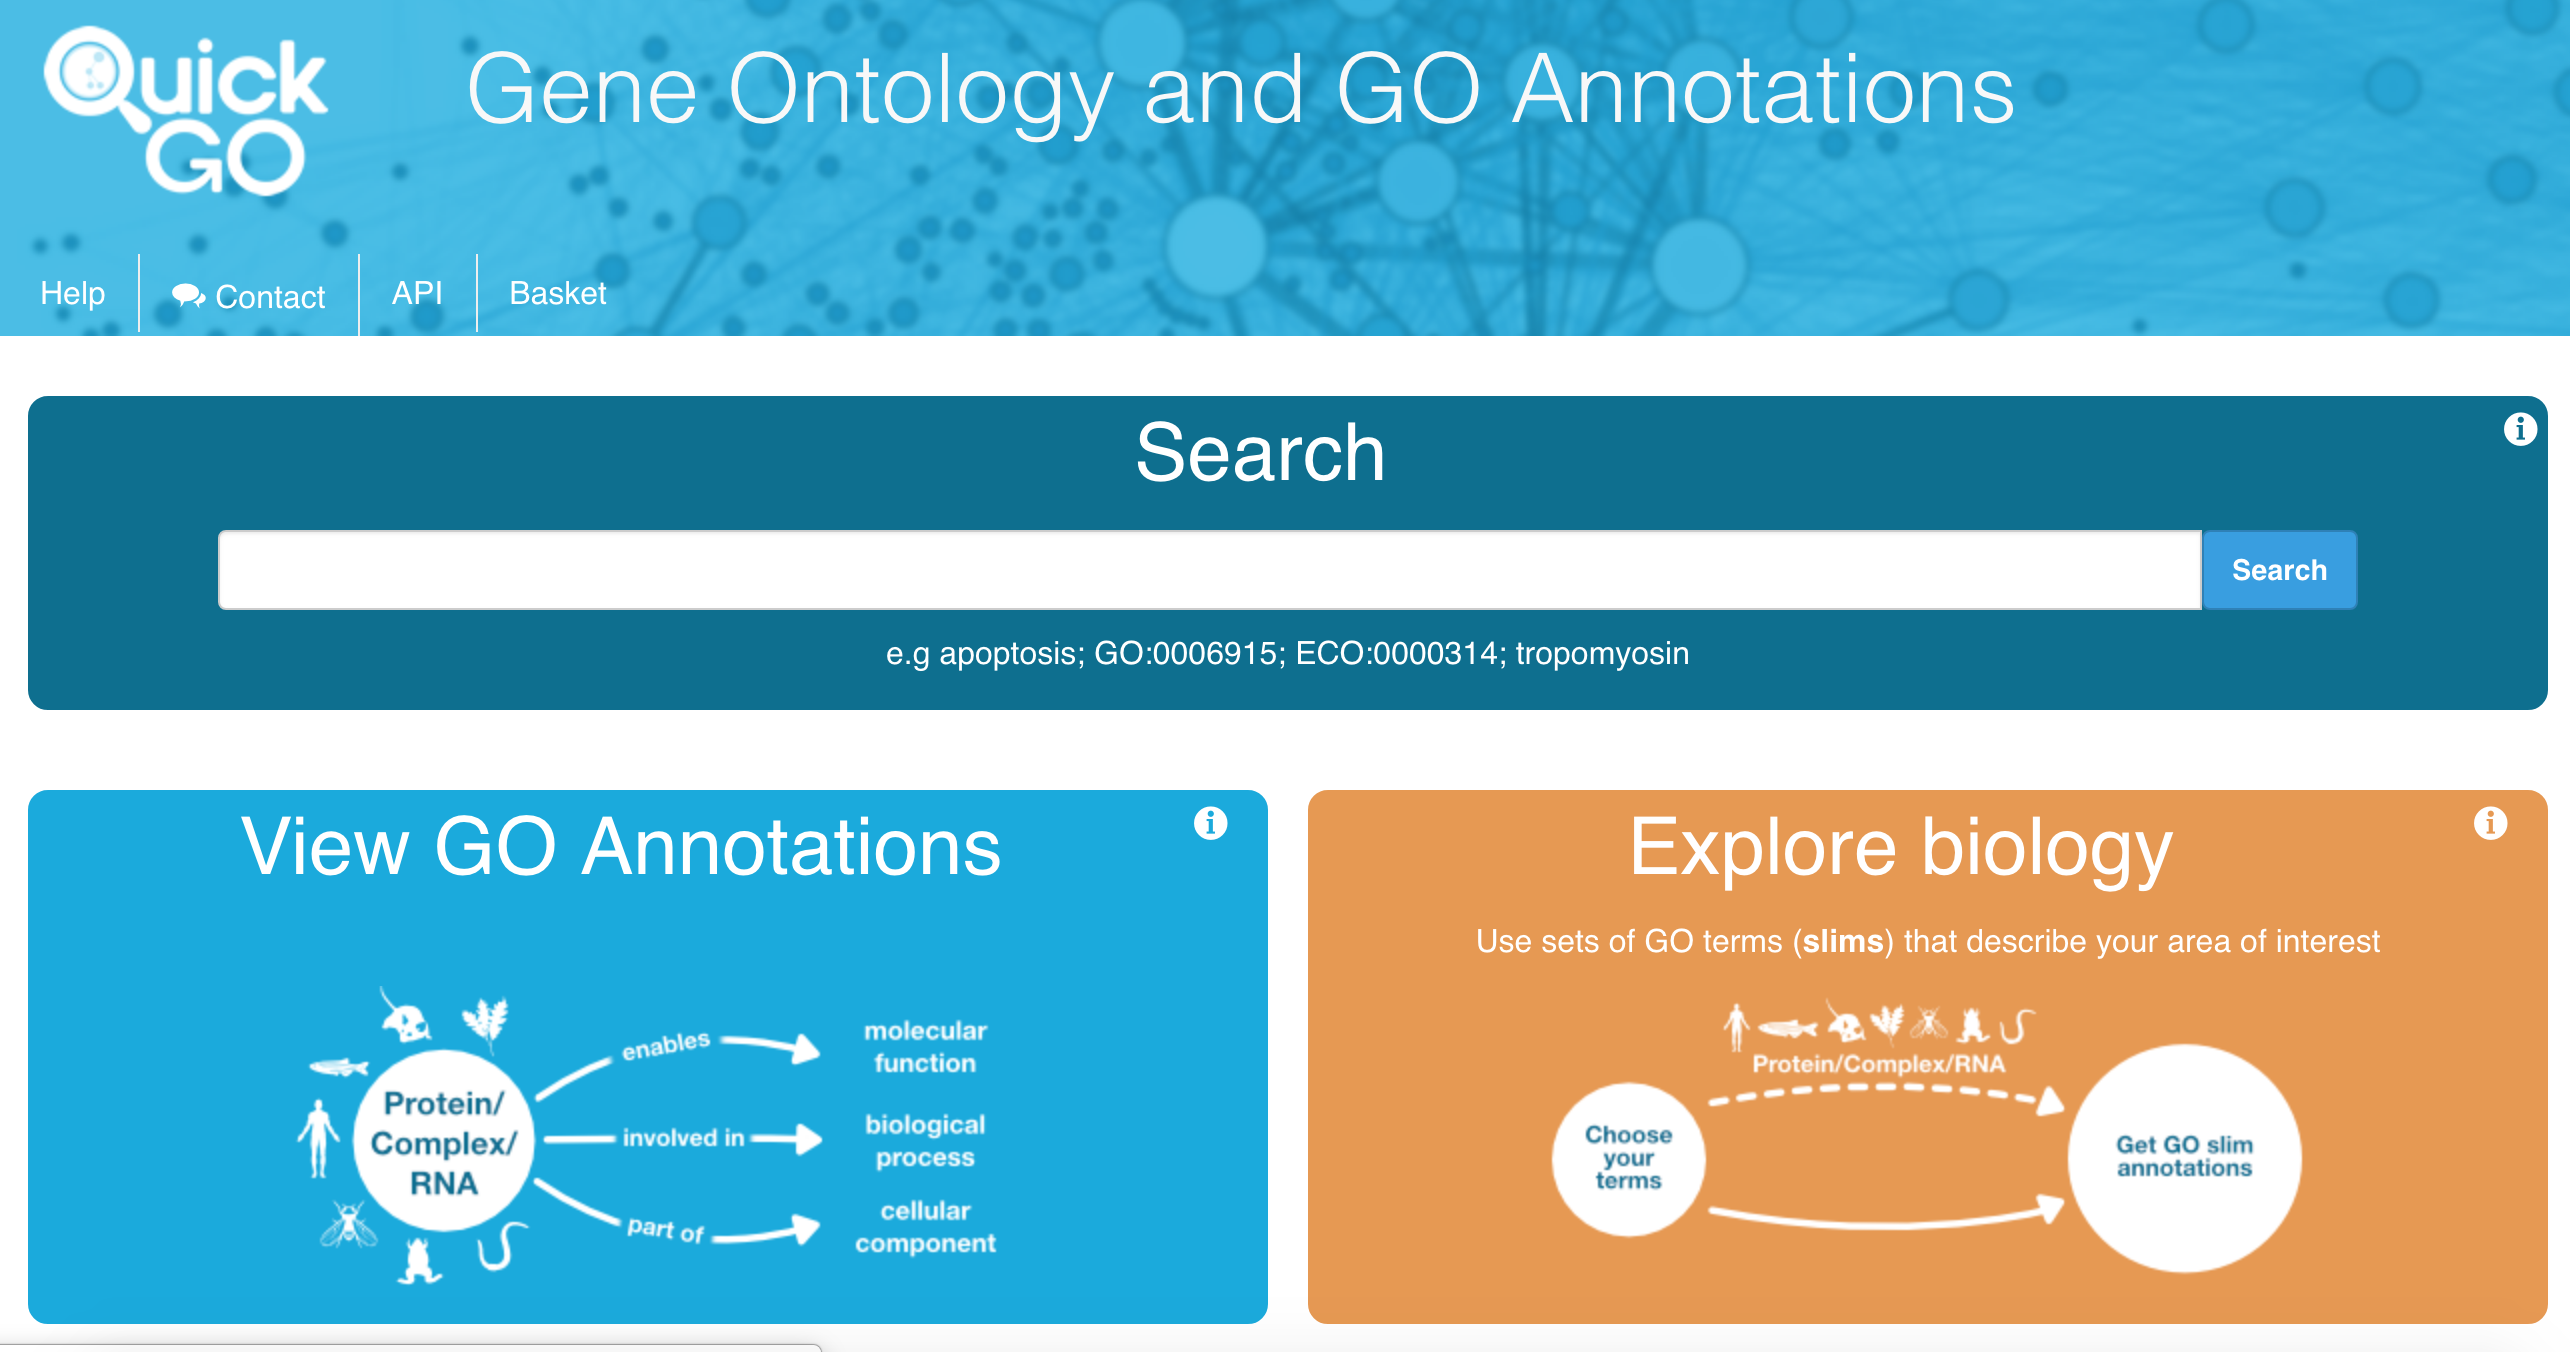 Quick
GO
Gene Ontology and GO Annotations
Help
Contact
API
Basket
Search
Search
e.g apoptosis; GO:0006915; ECO:0000314; tropomyosin
View GO Annotations
Protein/
Complex/
RNA
enables
molecular
function
involved in
biological
process
part of
cellular
component
Explore biology
Use sets of GO terms (slims) that describe your area of interest
Protein/Complex/RNA
Choose
your
terms
Get GO slim
annotations